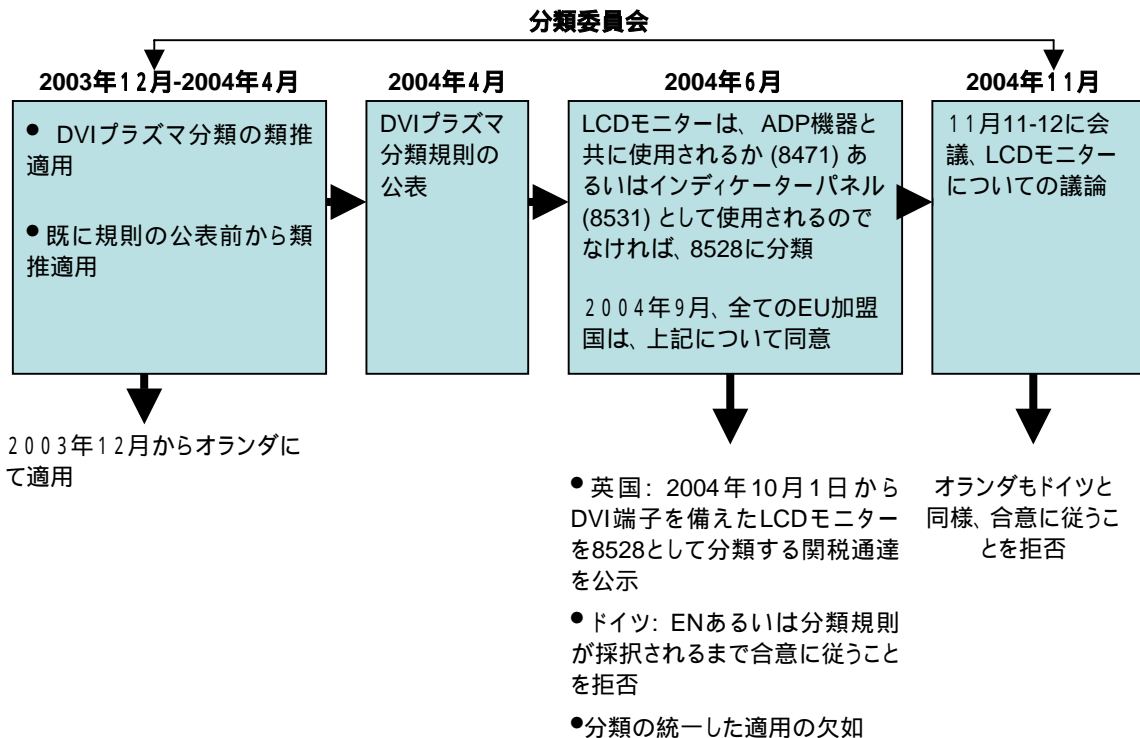 分類委員会
2003年１２月-2004年４月
● DVIプラズマ分類の類推
適用
●既に規則の公表前から類
推適用
２００３年１２月からオランダに
て適用
2004年４月
DVIプラズマ
分類規則の
公表
2004年６月
LCDモニターは、ADP機器と
共に使用されるか (8471) あ
るいはインディケーターパネル
(8531) として使用されるので
なければ、8528に分類
２００４年９月、全てのEU加盟
国は、上記について同意
●英国: 2004年10月1日から
DVI端子を備えたLCDモニター
を8528として分類する関税通達
を公示
●ドイツ: ENあるいは分類規則
が採択されるまで合意に従うこと
を拒否
●分類の統一した適用の欠如
2004年１１月
１１月11-12に会
議、LCDモニター
についての議論
オランダもドイツと
同様、合意に従うこ
とを拒否